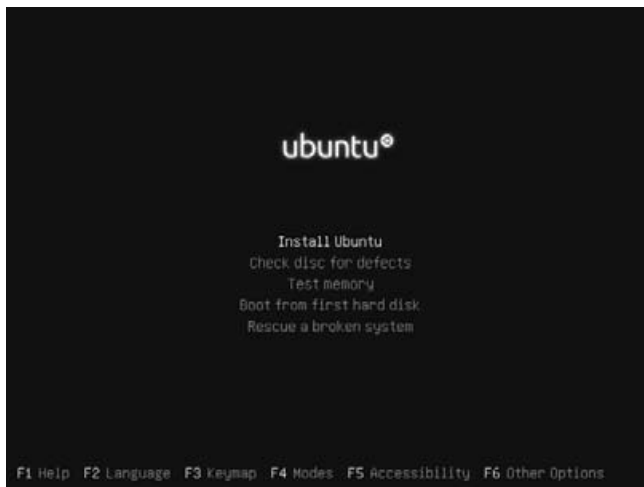 ubuntu
Install Ubuntu
Check disc for defects
Test memory
Boot from first hard disk
Rescue a broken system
F1 Help F2 Language F3 Keymap F4 Modes F5 Accessibility F6 Other Options